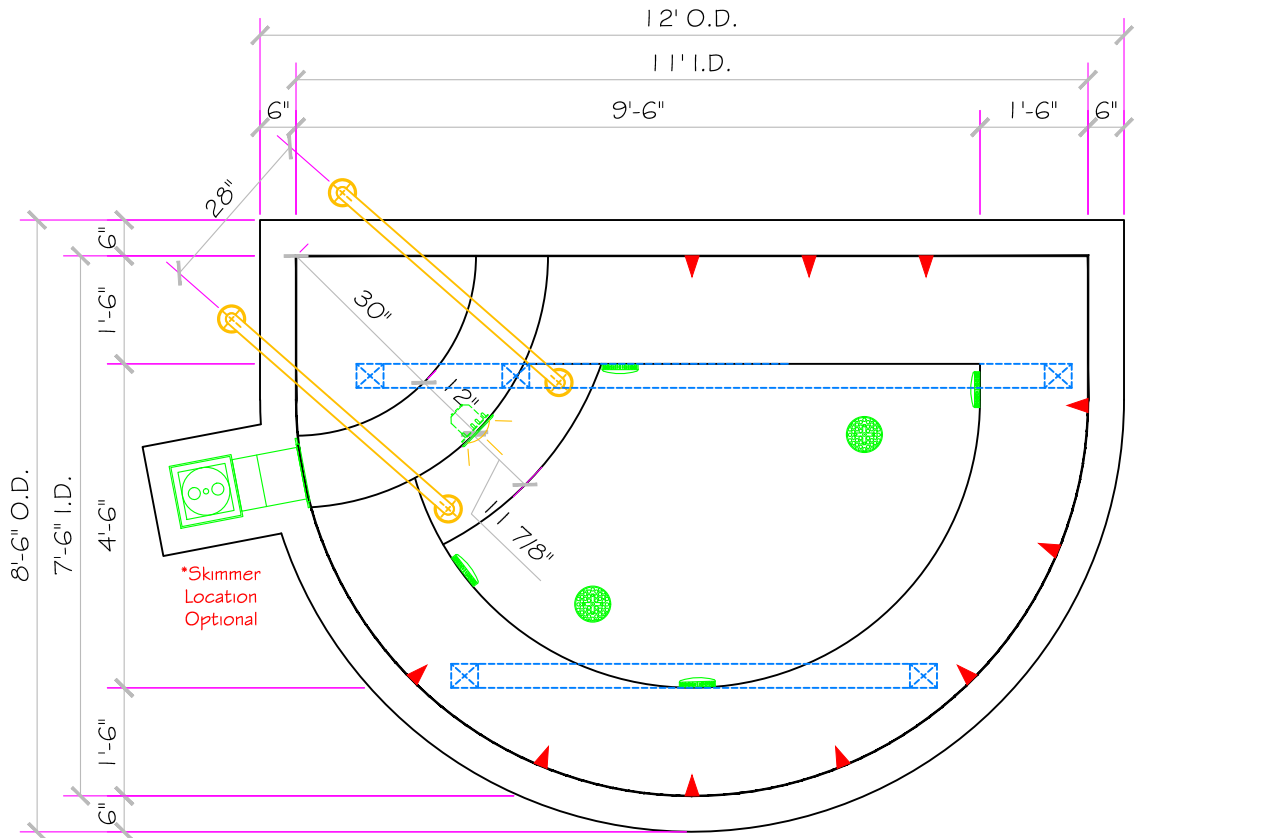 12' O.D.
11' I.D.
6"
9'-6"
1'-6"
6"
28"
6"
1'-6"
30"
12"
11 7/8"
8'-6" O.D.
7'-6" I.D.
4'-6"
*Skimmer
Location
Optional
1'-6"
6"